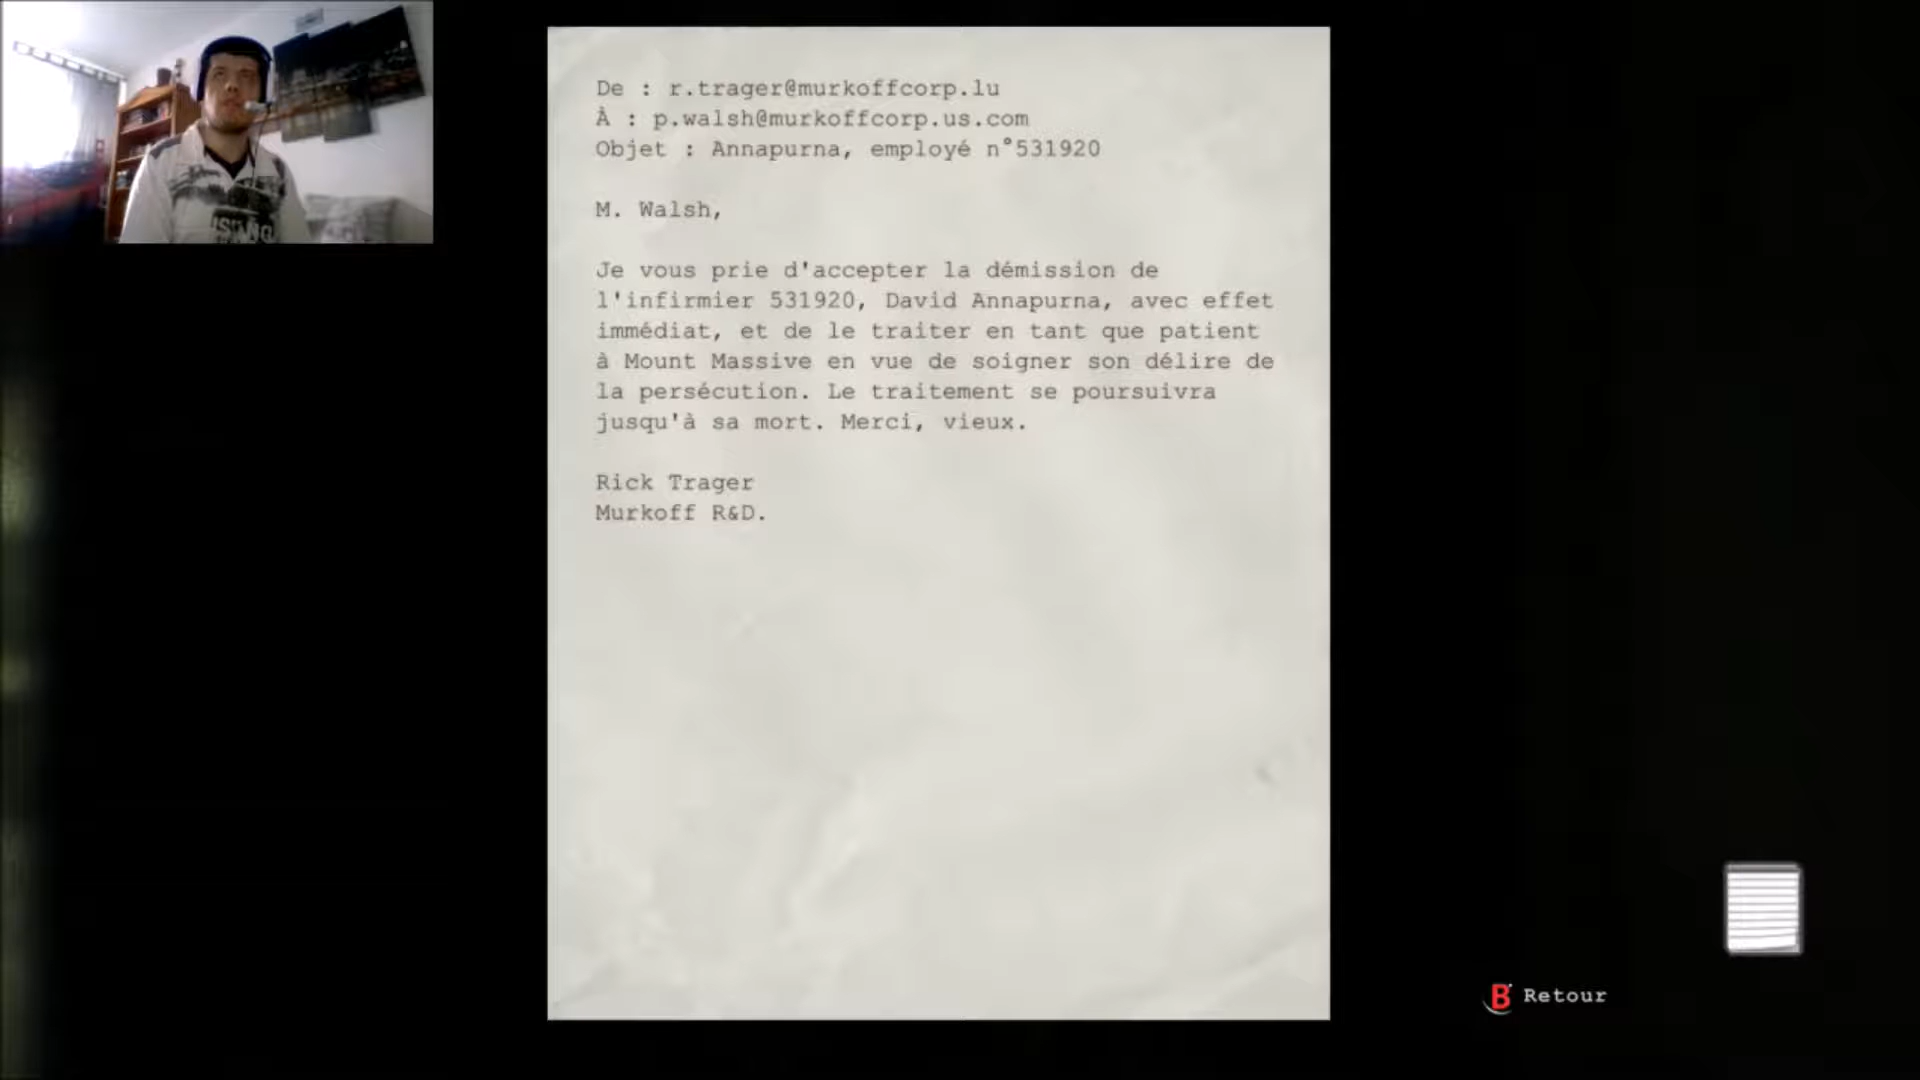 De : r.trager@murkoffcorp.lu
À : p.walsh@murkoffcorp.us.com
Objet : Annapurna, employé n°531920
M. Walsh,
Je vous prie d'accepter la démission de
l'infirmier 531920, David Annapurna, avec effet
immédiat, et de le traiter en tant que patient
à Mount Massive en vue de soigner son délire de
la persécution. Le traitement se poursuivra
jusqu'à sa mort. Merci, vieux.
Rick Trager
Murkoff R&D.
B Retour